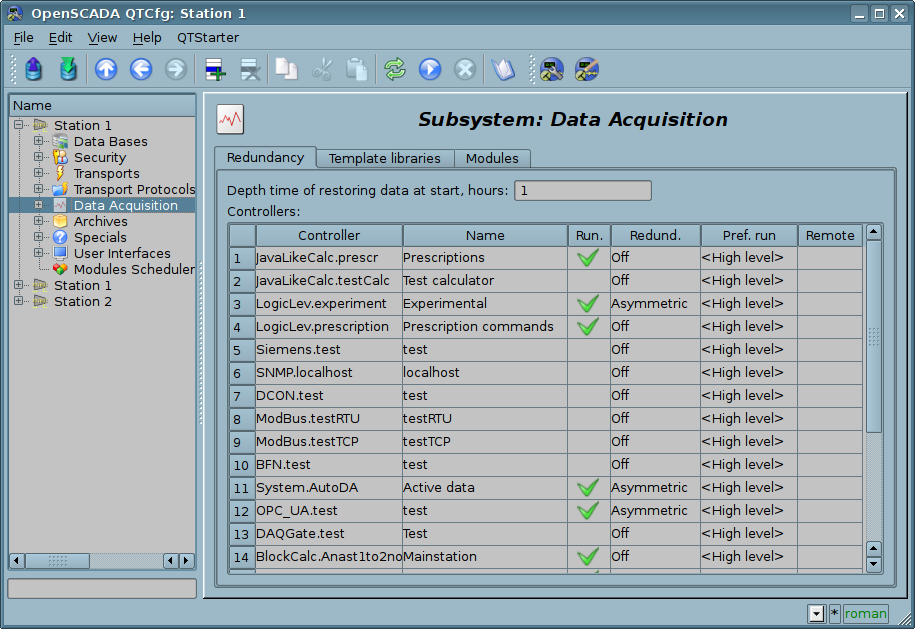 OpenSCADA QTCfg: Station 1
File Edit View Help QTStarter
Name
Station 1
Data Bases
Security
Transports
Transport Protocols
Data Acquisition
Archives
Specials
User Interfaces
Modules Scheduler
Station 1
Station 2
Subsystem: Data Acquisition
Redundancy Template libraries Modules
Depth time of restoring data at start, hours: 1
Controllers:
Controller Name Run. Redund. Pref. run Remote
1 JavaLikeCalc.prescr Prescriptions Off <High level>
2 JavaLikeCalc.testCalc Test calculator Off <High level>
3 LogicLev.experiment Experimental Asymmetric <High level>
4 LogicLev.prescription Prescription commands Off <High level>
5 Siemens.test test Off <High level>
6 SNMP.localhost localhost Off <High level>
7 DCON.test test Off <High level>
8 ModBus.testRTU testRTU Off <High level>
9 ModBus.testTCP testTCP Off <High level>
10 BFN.test test Off <High level>
11 System.AutoDA Active data Asymmetric <High level>
12 OPC_UA.test test Asymmetric <High level>
13 DAQGate.test Test Off <High level>
14 BlockCalc.Anast1to2no Mainstation Off <High level>
* roman